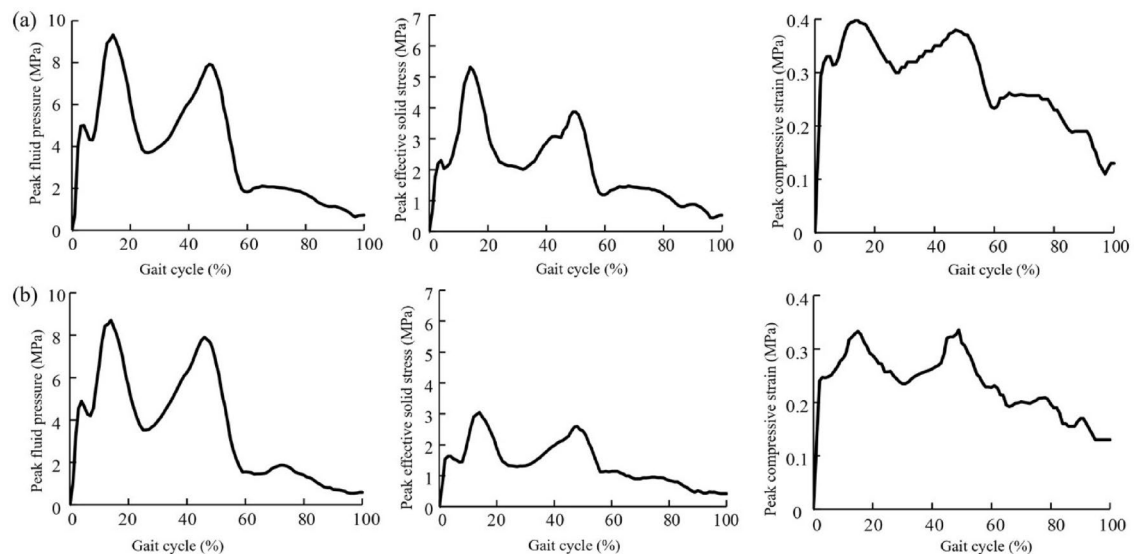 (a)
Peak fluid pressure (MPa)
10
8
6
4
2
0
0 20 40 60 80 100
Gait cycle (%)
Peak effective solid stress (MPa)
7
6
5
4
3
2
1
0
0 20 40 60 80 100
Gait cycle (%)
Peak compressive strain (MPa)
0.4
0.3
0.2
0.1
0
0 20 40 60 80 100
Gait cycle (%)
(b)
Peak fluid pressure (MPa)
10
8
6
4
2
0
0 20 40 60 80 100
Gait cycle (%)
Peak effective solid stress (MPa)
7
6
5
4
3
2
1
0
0 20 40 60 80 100
Gait cycle (%)
Peak compressive strain (MPa)
0.4
0.3
0.2
0.1
0
0 20 40 60 80 100
Gait cycle (%)